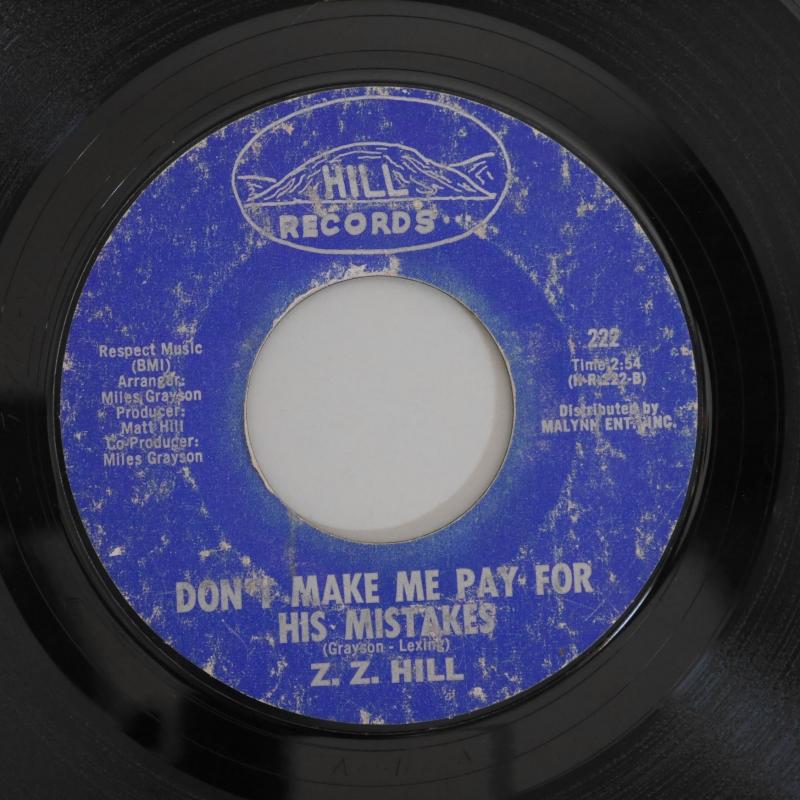 HILL
RECORDS
Respect Music
(BMI)
Arranger:
Miles Grayson
Producer:
Matt Hill
Co-Producer:
Miles Grayson
222
Time 2:54
(H-R-222-B)
Distributed by
MALYNN ENT., INC.
DON'T MAKE ME PAY FOR
HIS MISTAKES
(Grayson - Lexing)
Z. Z. HILL